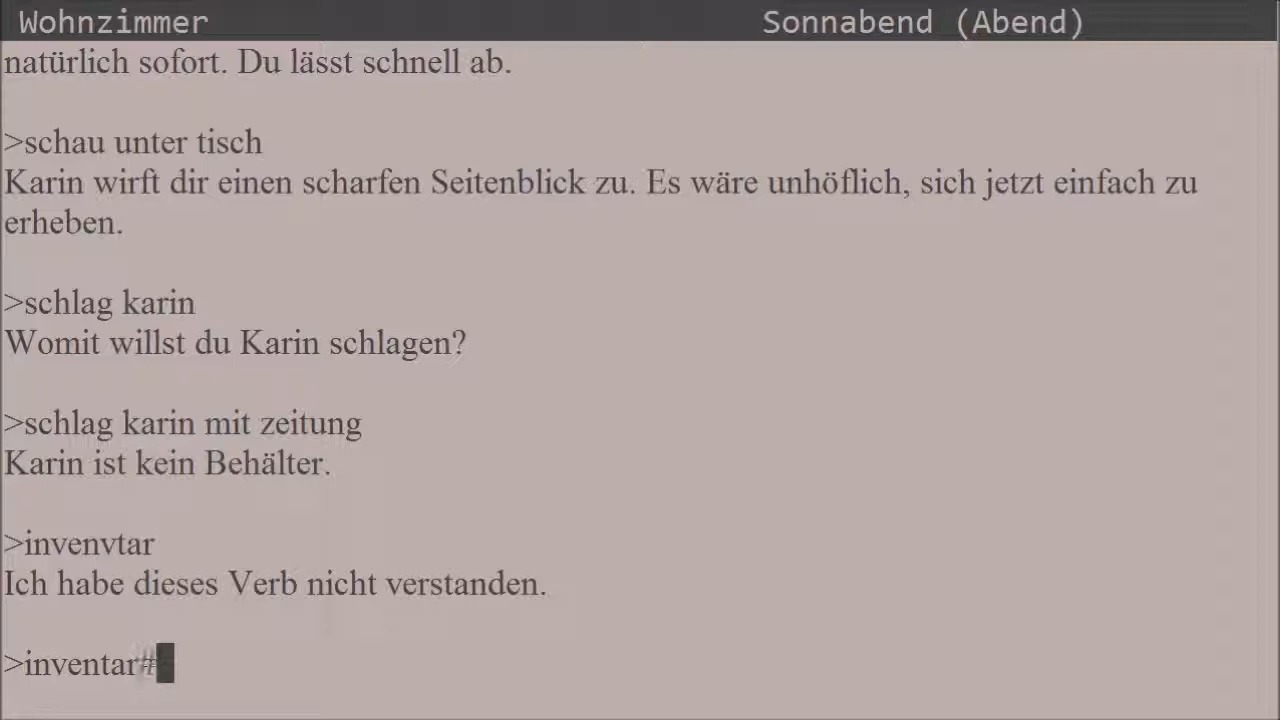 Wohnzimmer Sonnabend (Abend)
natürlich sofort. Du lässt schnell ab.
>schau unter tisch
Karin wirft dir einen scharfen Seitenblick zu. Es wäre unhöflich, sich jetzt einfach zu
erheben.
>schlag karin
Womit willst du Karin schlagen?
>schlag karin mit zeitung
Karin ist kein Behälter.
>invenvtar
Ich habe dieses Verb nicht verstanden.
>inventar#